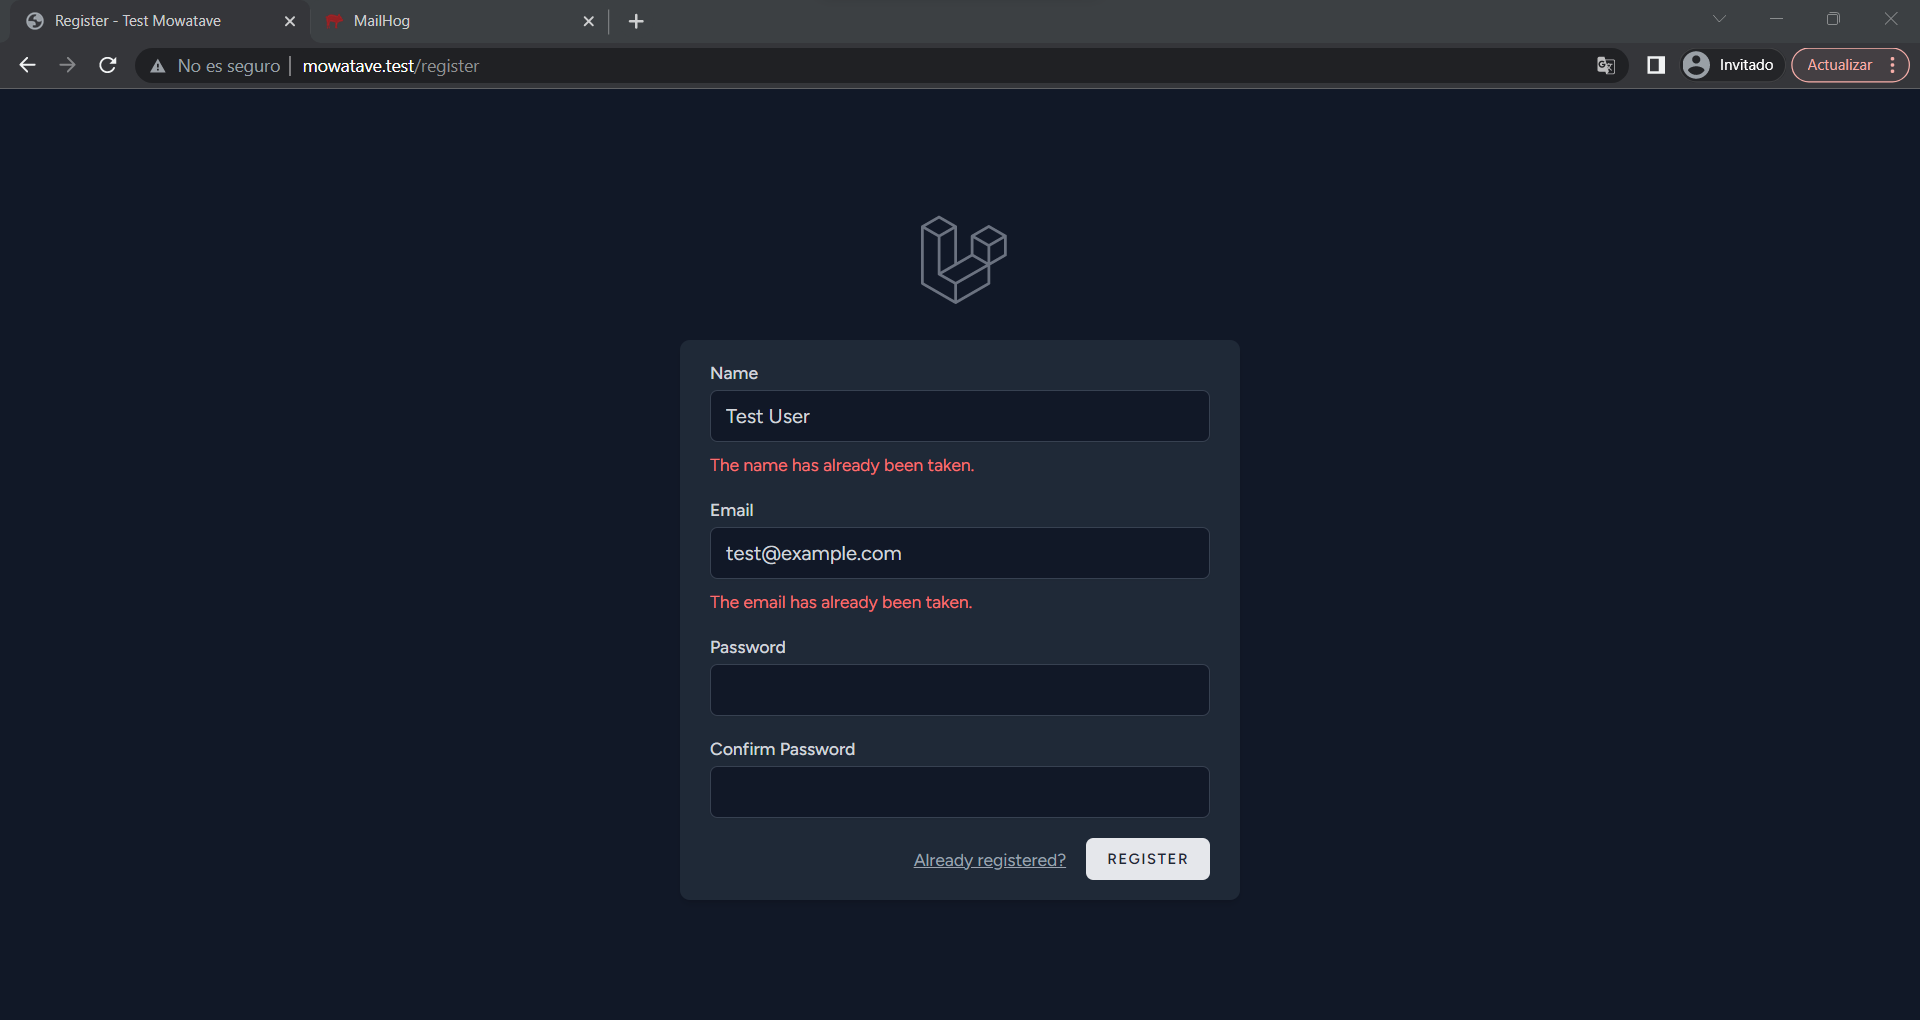 Register - Test Mowatave
MailHog
No es seguro
mowatave.test/register
Invitado
Actualizar
Name
Test User
The name has already been taken.
Email
test@example.com
The email has already been taken.
Password
Confirm Password
Already registered?
REGISTER